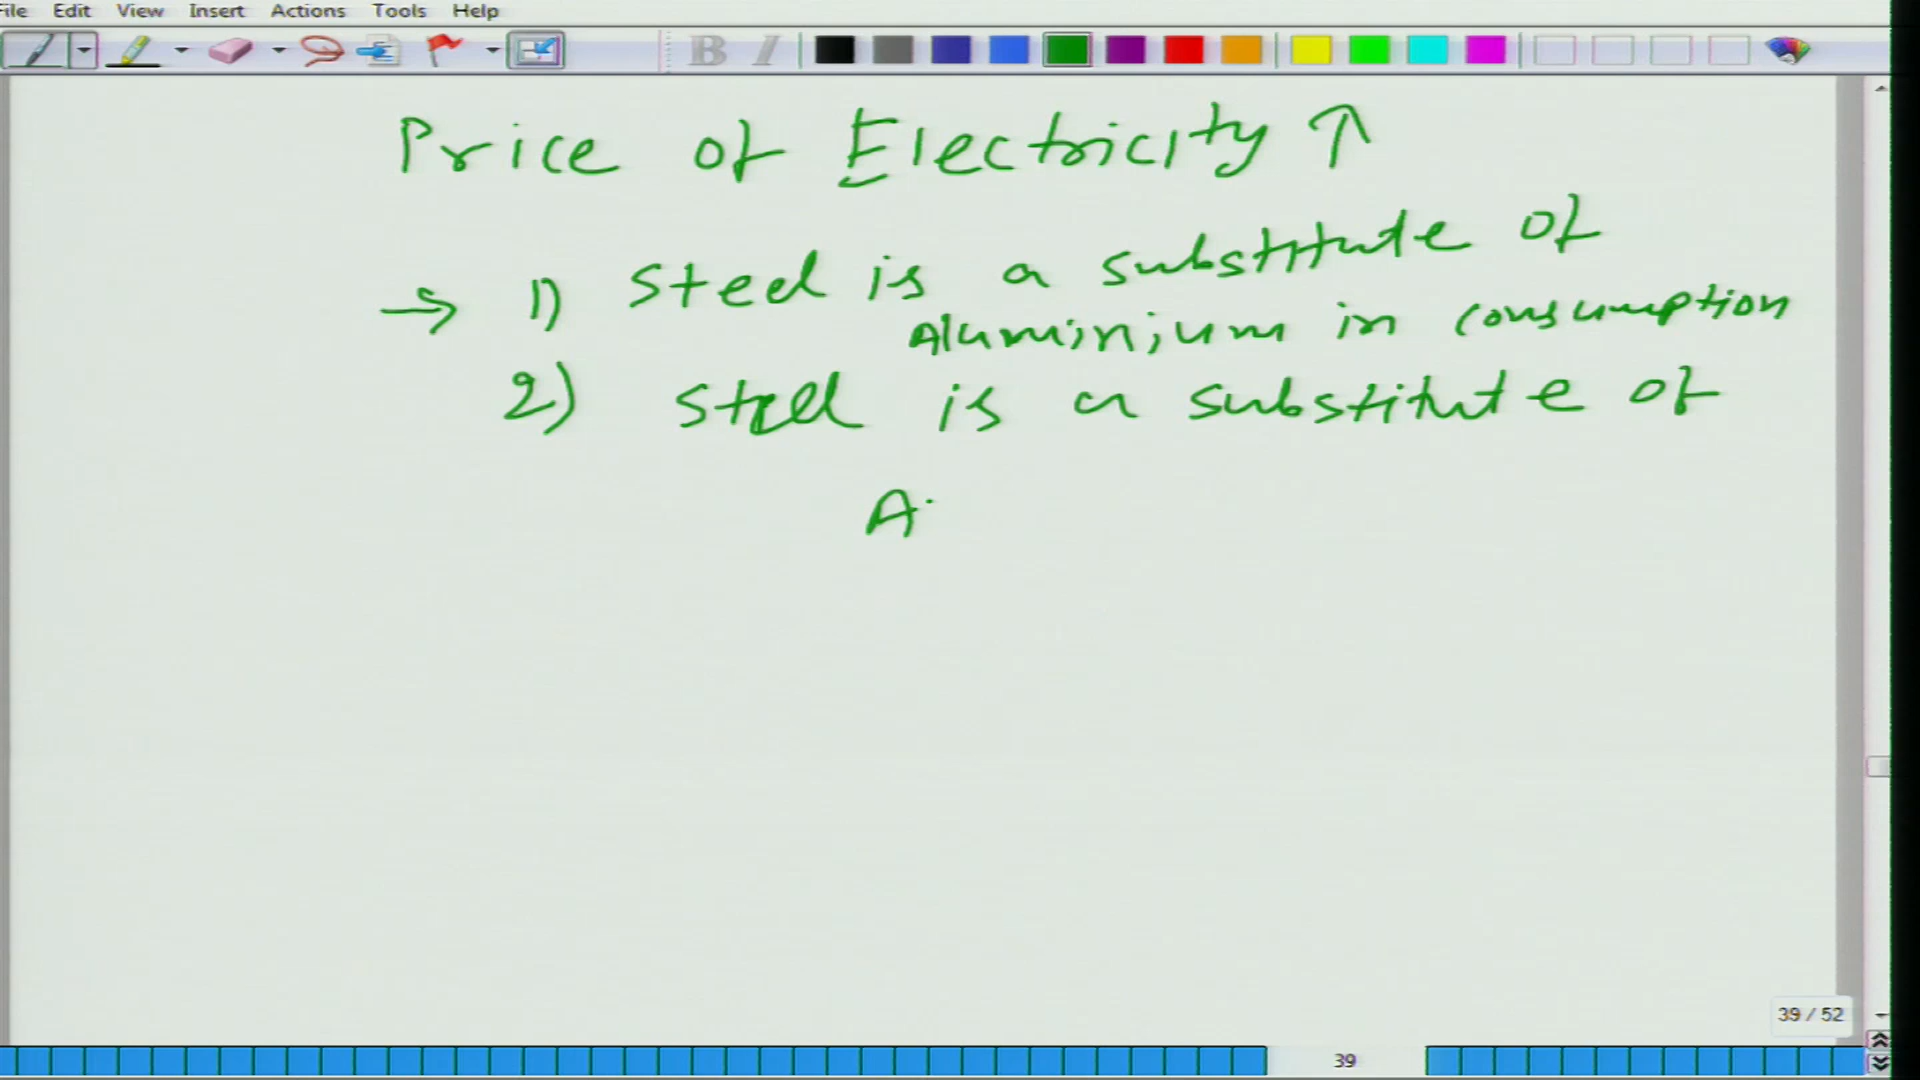 File Edit View Insert Actions Tools Help
B I
Price of Electricity ↑
→ 1) Steel is a substitute of
Aluminium in consumption
2) Steel is a substitute of
A
39 / 52
39